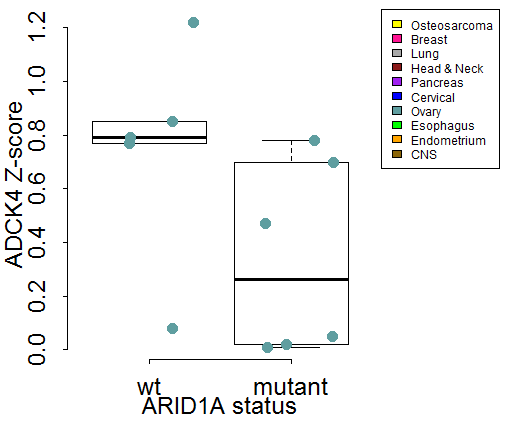 ADCK4 Z-score
1.2
1.0
0.8
0.6
0.4
0.2
0.0
wt mutant
ARID1A status
Osteosarcoma
Breast
Lung
Head & Neck
Pancreas
Cervical
Ovary
Esophagus
Endometrium
CNS